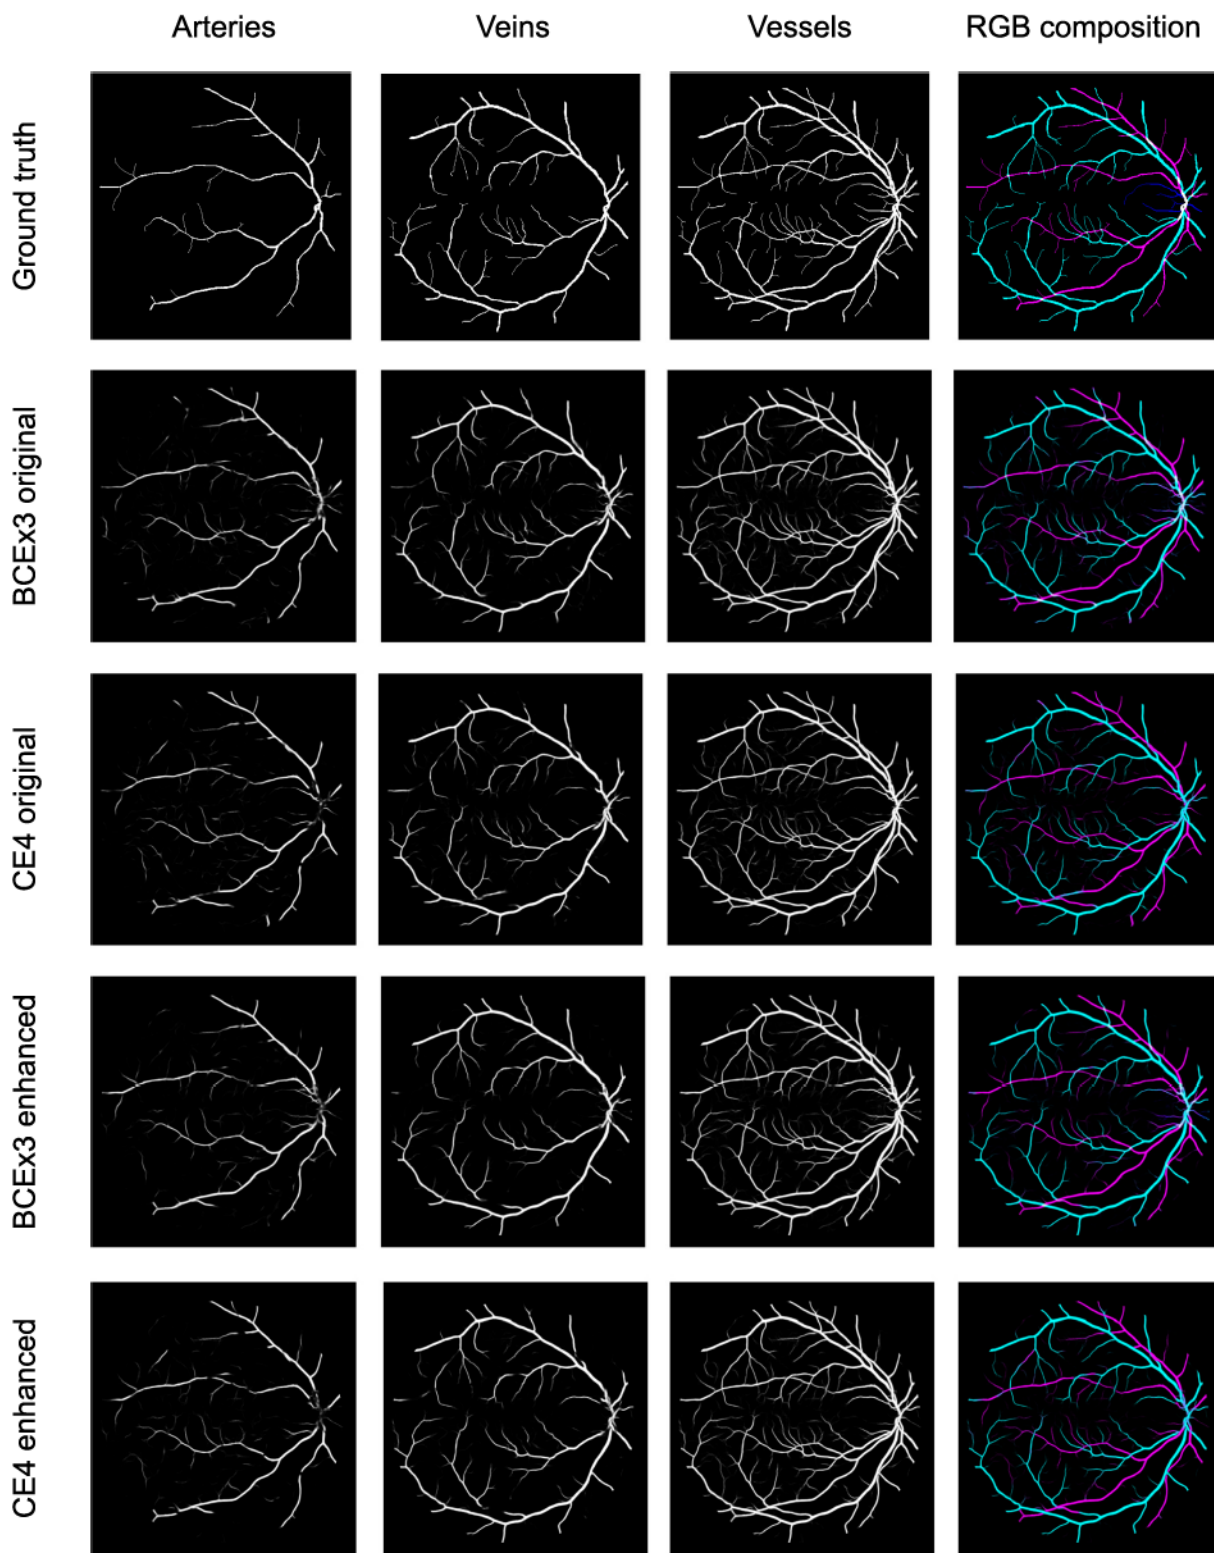 Arteries
Veins
Vessels
RGB composition
Ground truth
BCEx3 original
CE4 original
BCEx3 enhanced
CE4 enhanced